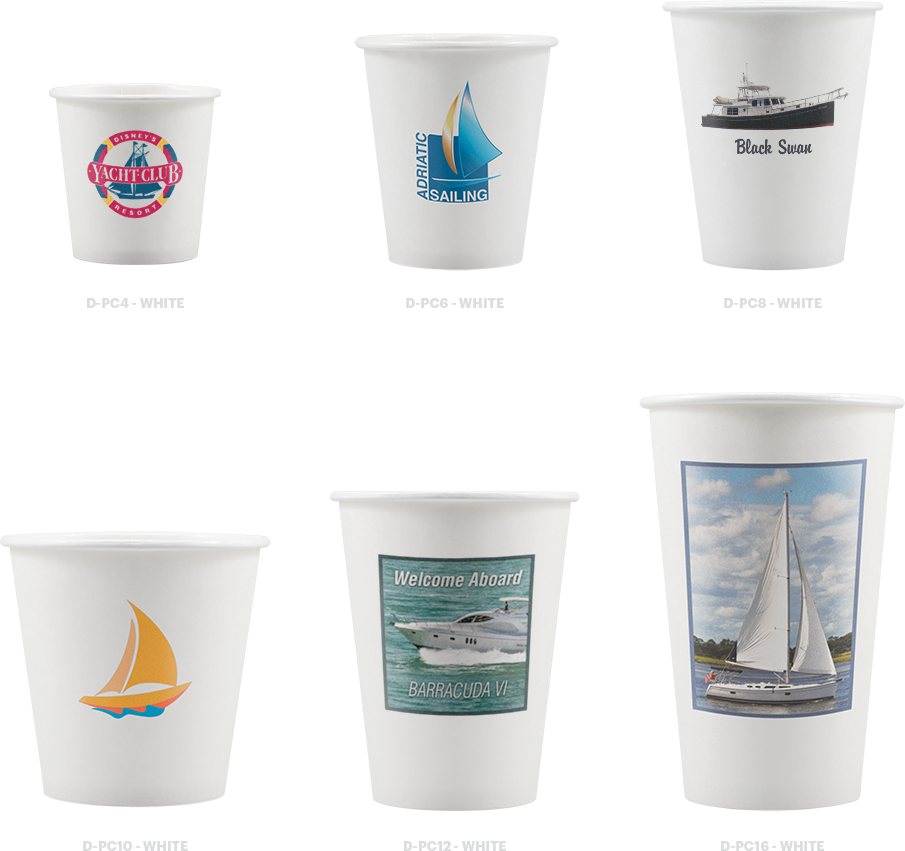 DISNEY'S
YACHT CLUB
RESORT
ADRIATIC
SAILING
Black Swan
D-PC4 - WHITE
D-PC6 - WHITE
D-PC8 - WHITE
Welcome Aboard
BARRACUDA VI
D-PC10 - WHITE
D-PC12 - WHITE
D-PC16 - WHITE